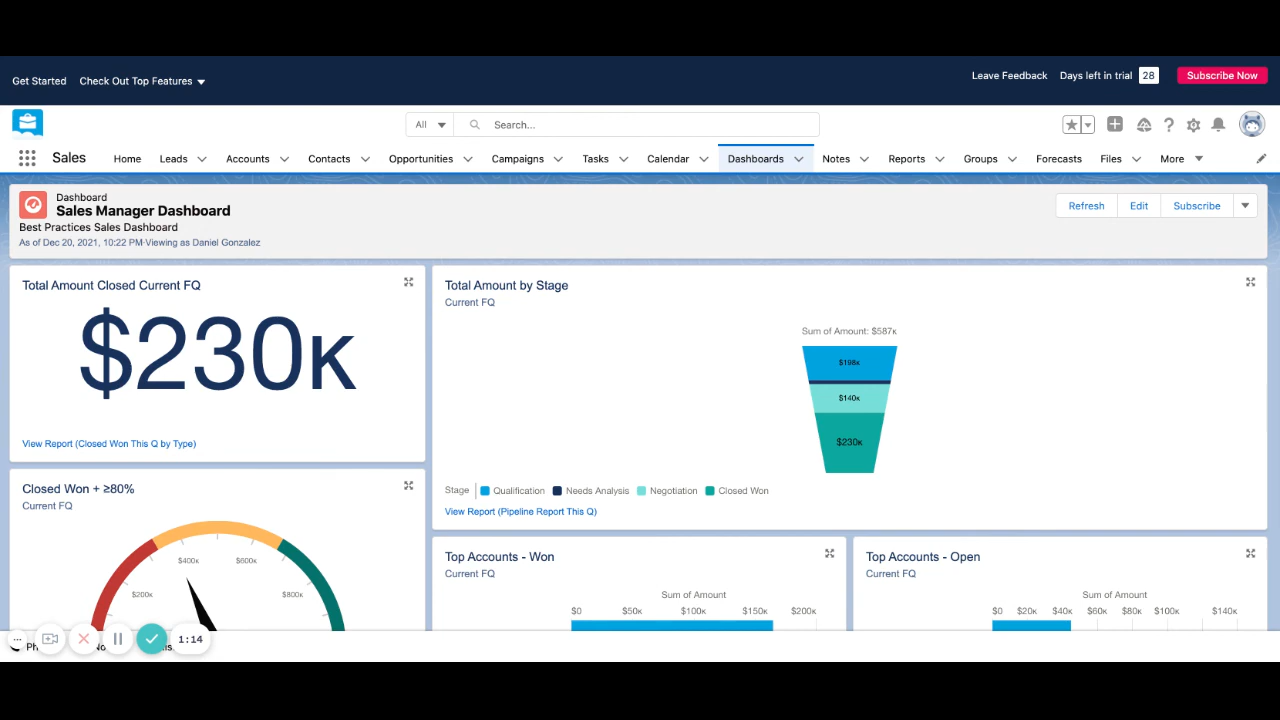 Get Started Check Out Top Features
Leave Feedback Days left in trial 28 Subscribe Now
All Search...
Sales Home Leads Accounts Contacts Opportunities Campaigns Tasks Calendar Dashboards Notes Reports Groups Forecasts Files More
Dashboard
Sales Manager Dashboard
Best Practices Sales Dashboard
As of Dec 20, 2021, 10:22 PM·Viewing as Daniel Gonzalez
Refresh Edit Subscribe
Total Amount Closed Current FQ
$230K
View Report (Closed Won This Q by Type)
Total Amount by Stage
Current FQ
Sum of Amount: $587K
$198K
$140K
$230K
Stage Qualification Needs Analysis Negotiation Closed Won
View Report (Pipeline Report This Q)
Closed Won + ≥80%
Current FQ
$200K $400K $600K $800K
Top Accounts - Won
Current FQ
Sum of Amount
$0 $50K $100K $150K $200K
Top Accounts - Open
Current FQ
Sum of Amount
$0 $20K $40K $60K $80K $100K $140K
1:14